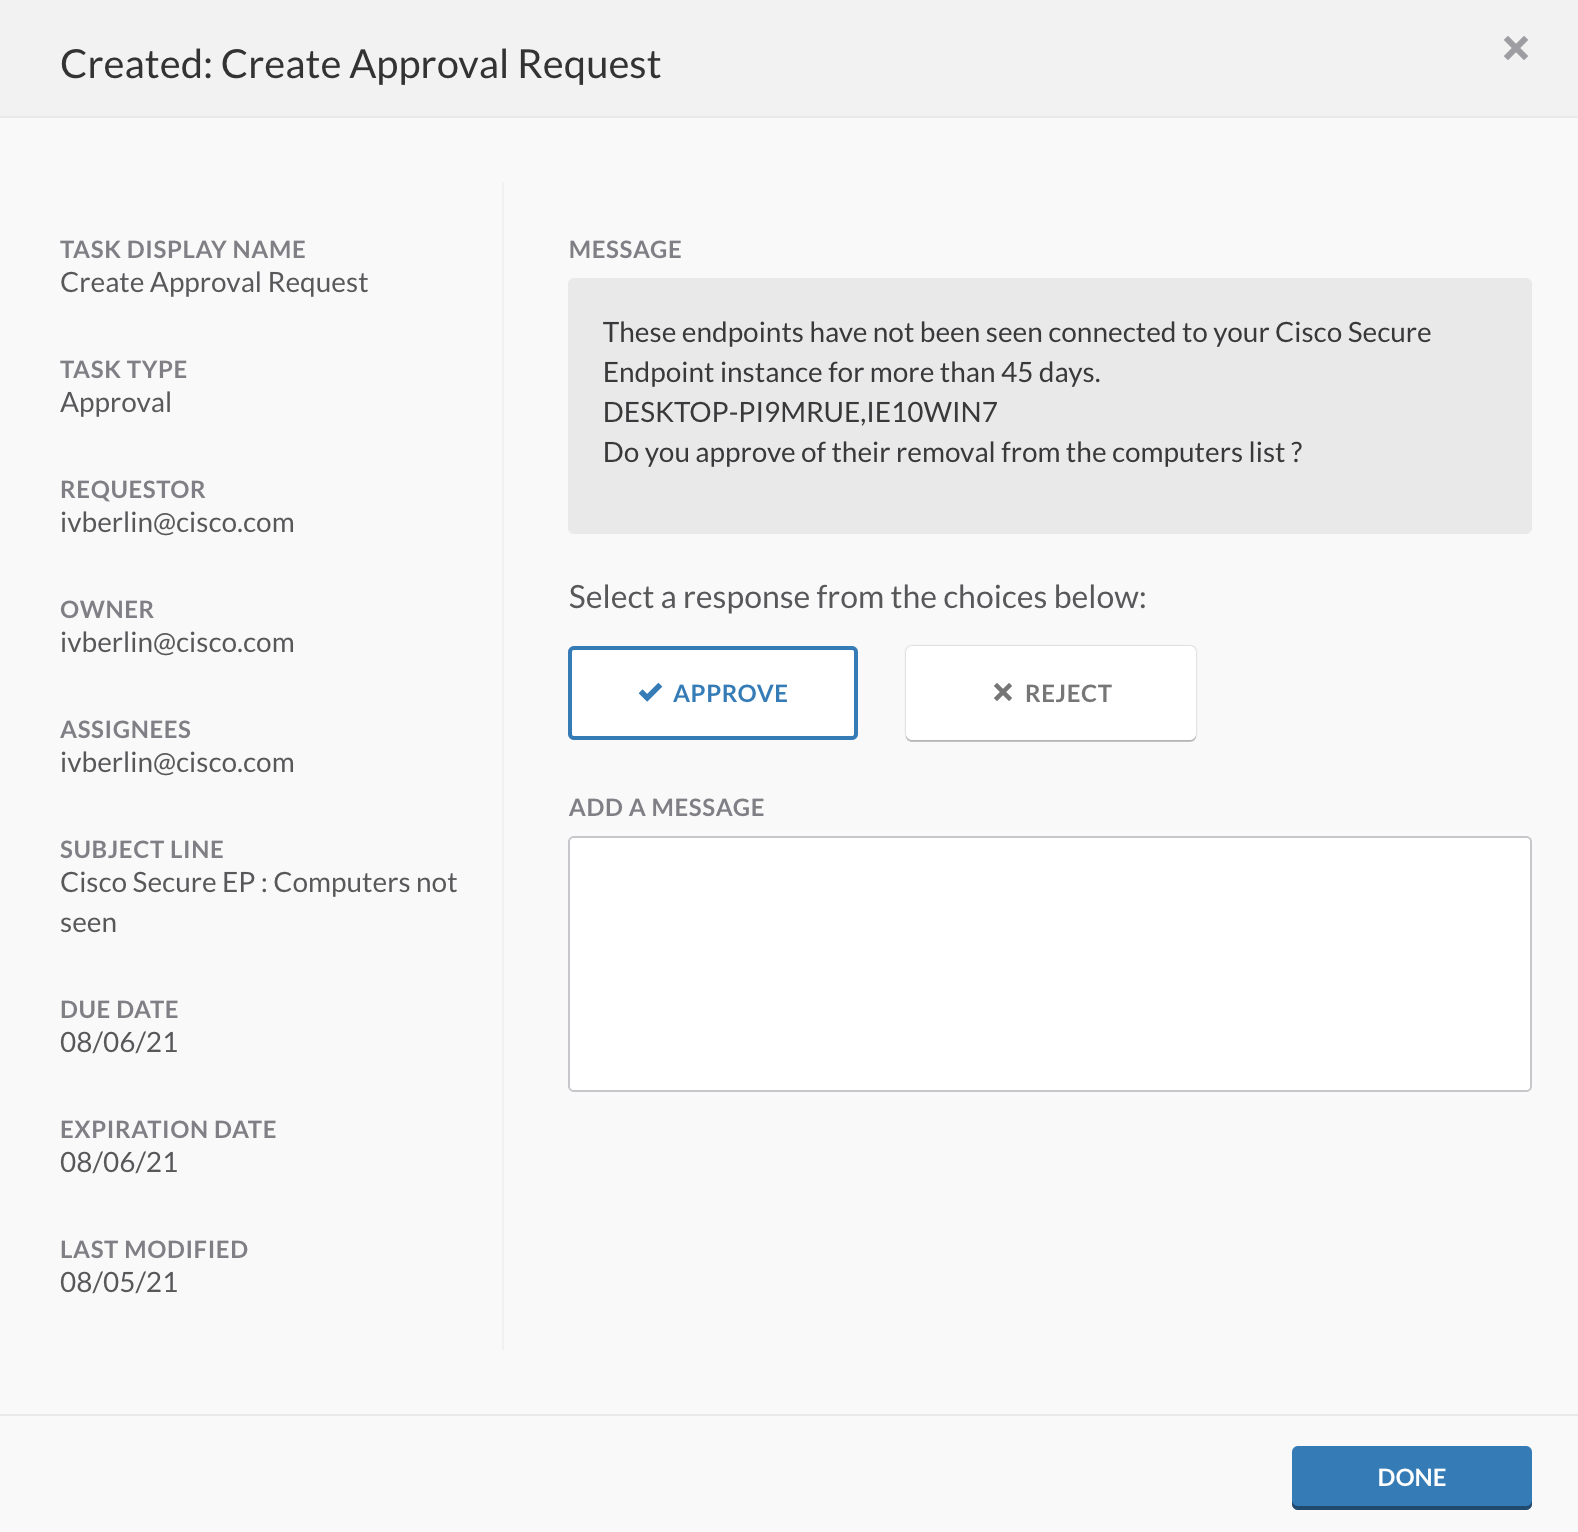 Created: Create Approval Request
TASK DISPLAY NAME
Create Approval Request
TASK TYPE
Approval
REQUESTOR
ivberlin@cisco.com
OWNER
ivberlin@cisco.com
ASSIGNEES
ivberlin@cisco.com
SUBJECT LINE
Cisco Secure EP : Computers not
seen
DUE DATE
08/06/21
EXPIRATION DATE
08/06/21
LAST MODIFIED
08/05/21
MESSAGE
These endpoints have not been seen connected to your Cisco Secure
Endpoint instance for more than 45 days.
DESKTOP-PI9MRUE,IE10WIN7
Do you approve of their removal from the computers list ?
Select a response from the choices below:
APPROVE
REJECT
ADD A MESSAGE
DONE